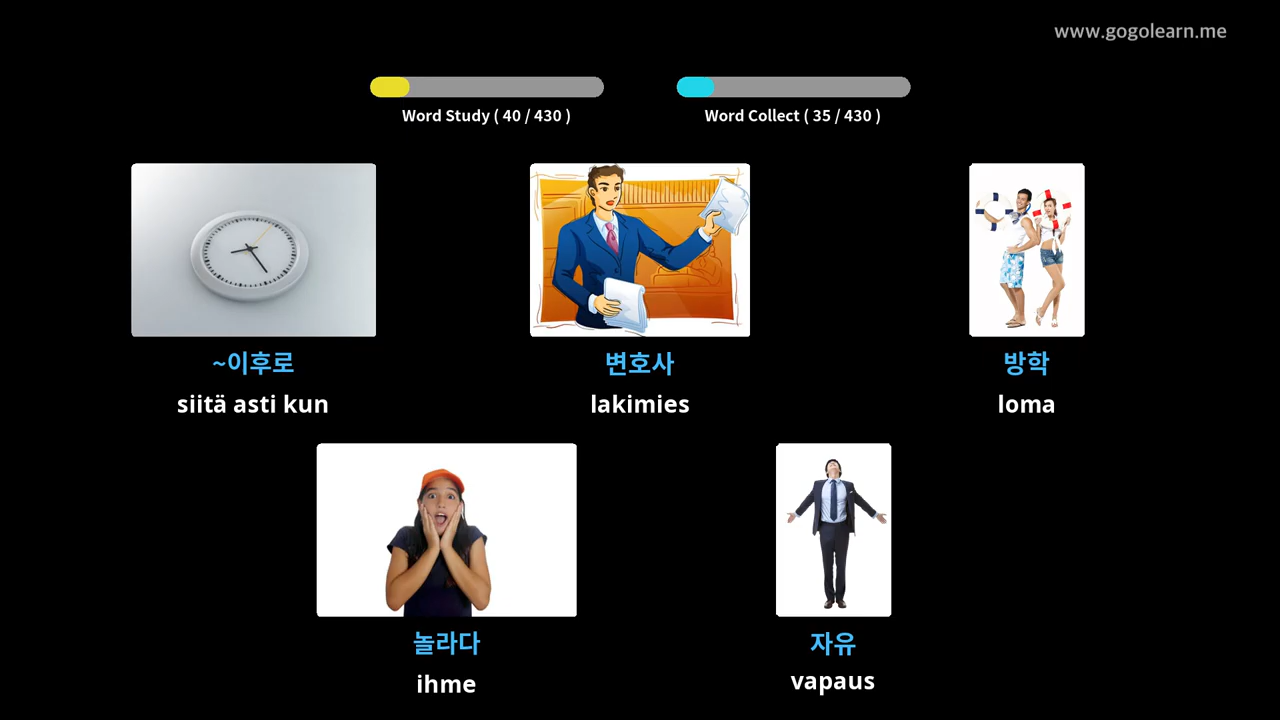 www.gogolearn.me
Word Study ( 40 / 430 )
Word Collect ( 35 / 430 )
~이후로
siitä asti kun
변호사
lakimies
방학
loma
놀라다
ihme
자유
vapaus